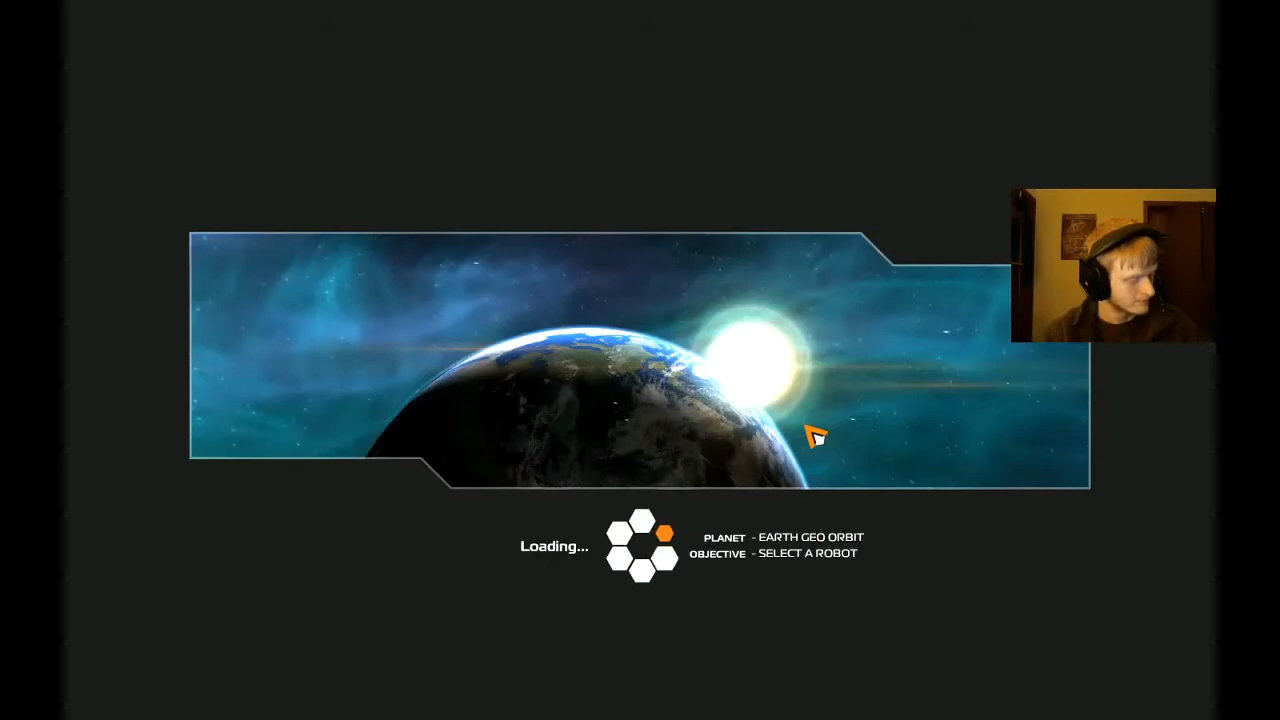 Loading...
PLANET - EARTH GEO ORBIT
OBJECTIVE - SELECT A ROBOT